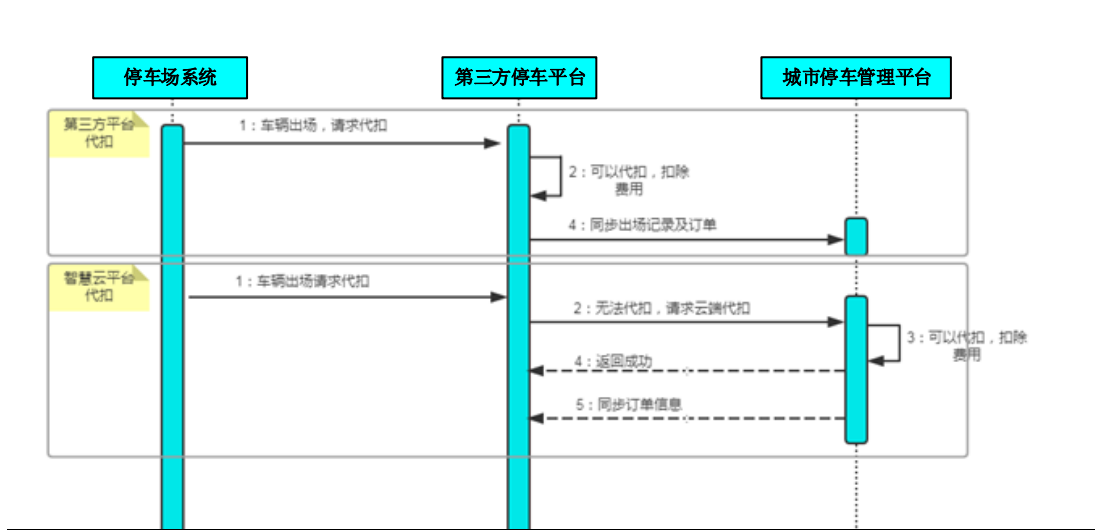 停车场系统
第三方停车平台
城市停车管理平台
第三方平台
代扣
1：车辆出场，请求代扣
2：可以代扣，扣除
费用
4：同步出场记录及订单
智慧云平台
代扣
1：车辆出场请求代扣
2：无法代扣，请求云端代扣
3：可以代扣，扣除
费用
4：返回成功
5：同步订单信息